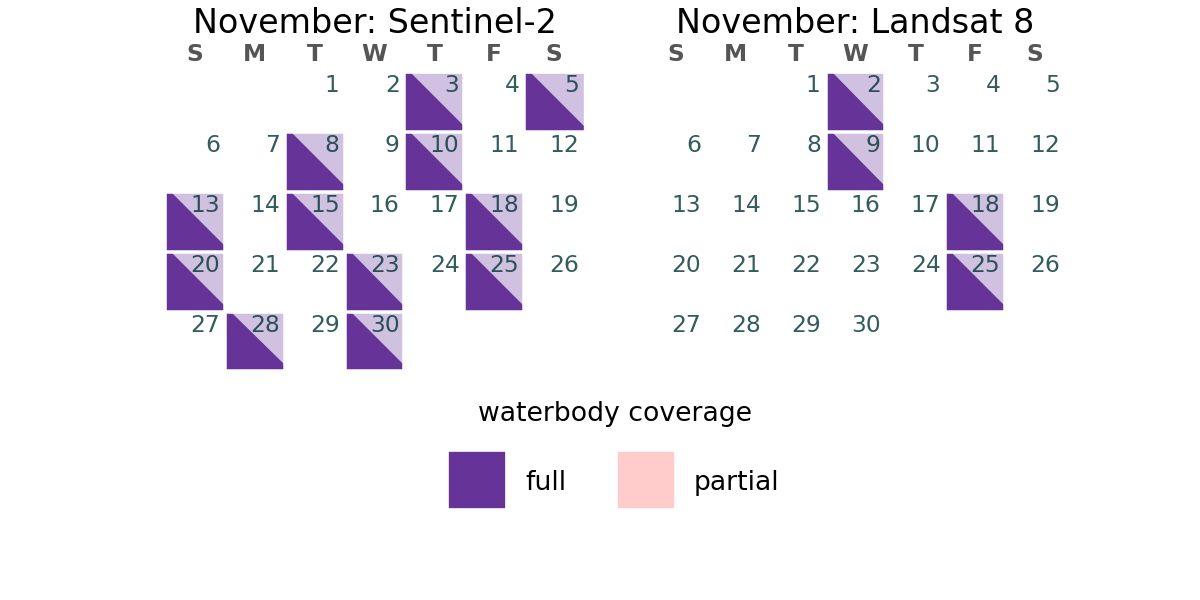 November: Sentinel-2
S M T W T F S
1 2 3 4 5
6 7 8 9 10 11 12
13 14 15 16 17 18 19
20 21 22 23 24 25 26
27 28 29 30
November: Landsat 8
S M T W T F S
1 2 3 4 5
6 7 8 9 10 11 12
13 14 15 16 17 18 19
20 21 22 23 24 25 26
27 28 29 30
waterbody coverage
full partial